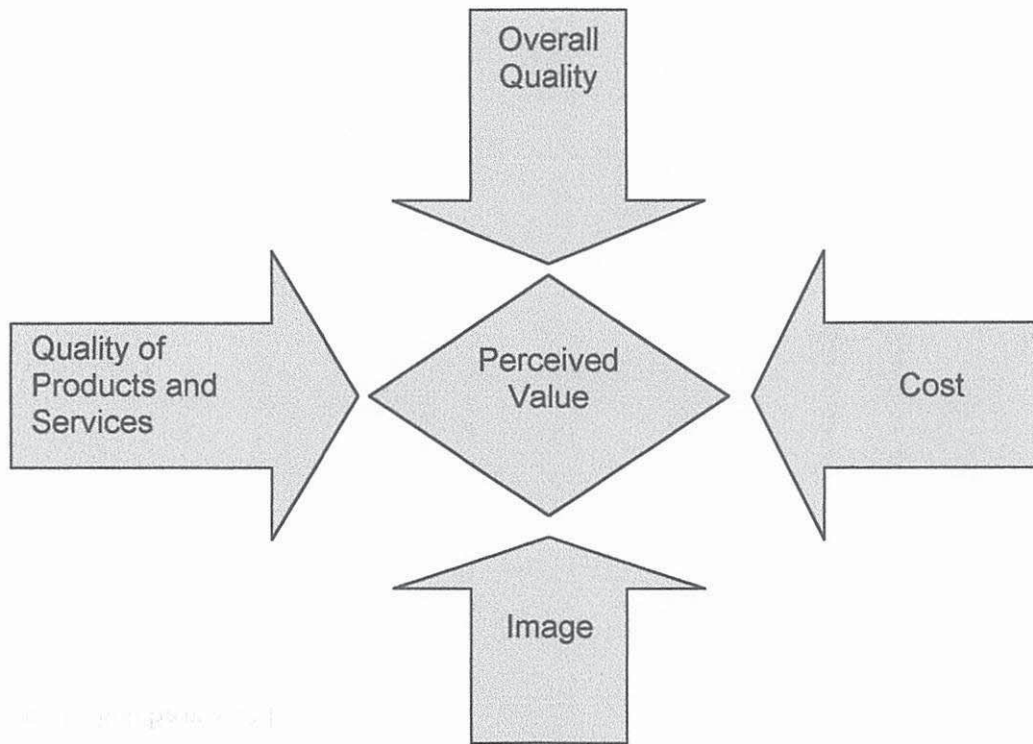 Overall
Quality
Quality of
Products and
Services
Perceived
Value
Cost
Image